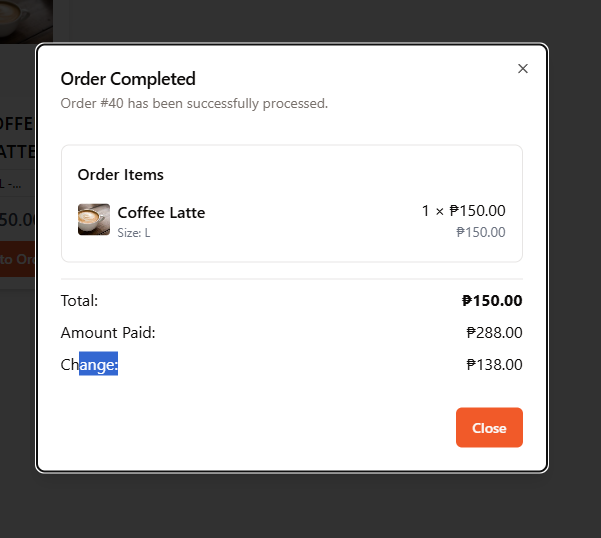 Order Completed
Order #40 has been successfully processed.
OFFE
ATTE
L -...
50.0
to Or
Order Items
Coffee Latte 1 × ₱150.00
Size: L ₱150.00
Total: ₱150.00
Amount Paid: ₱288.00
Change: ₱138.00
Close